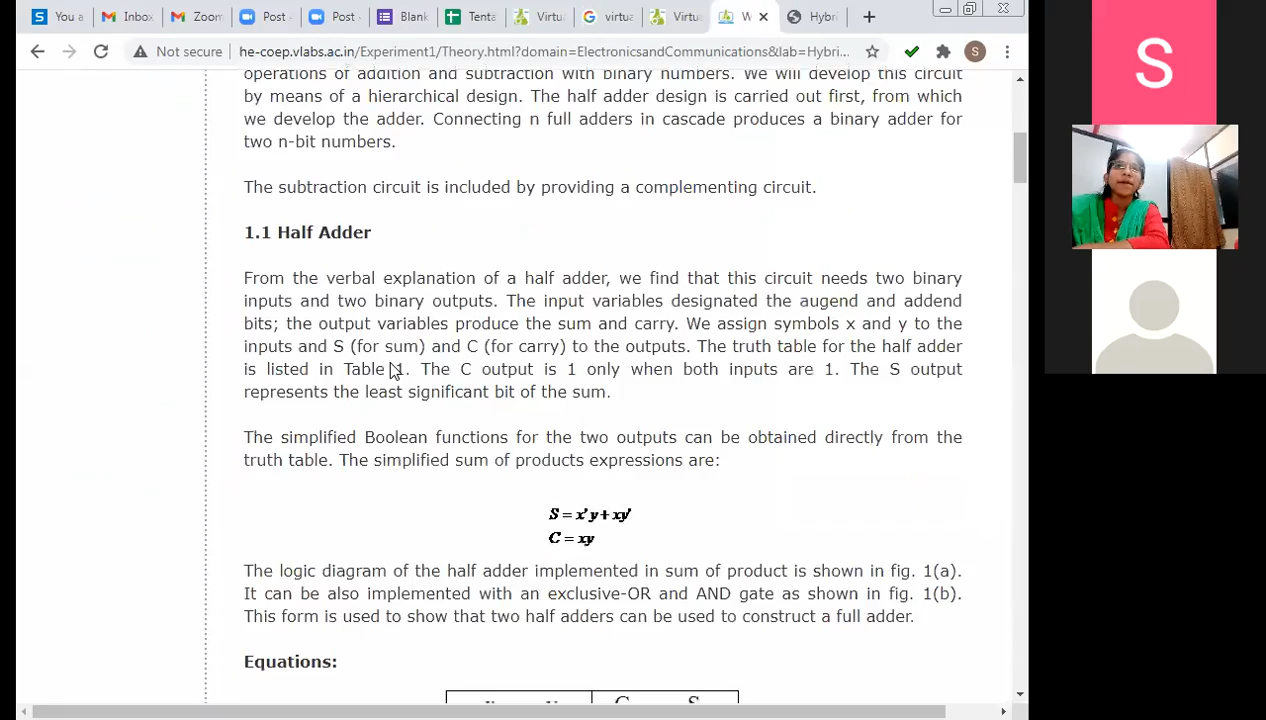 You a
Inbox
Zoom
Post
Post
Blank
Tenta
Virtu
virtua
Virtu
W
Hybri
Not secure
he-coep.vlabs.ac.in/Experiment1/Theory.html?domain=ElectronicsandCommunications&lab=Hybri...
S
operations of addition and subtraction with binary numbers. We will develop this circuit
by means of a hierarchical design. The half adder design is carried out first, from which
we develop the adder. Connecting n full adders in cascade produces a binary adder for
two n-bit numbers.
The subtraction circuit is included by providing a complementing circuit.
1.1 Half Adder
From the verbal explanation of a half adder, we find that this circuit needs two binary
inputs and two binary outputs. The input variables designated the augend and addend
bits; the output variables produce the sum and carry. We assign symbols x and y to the
inputs and S (for sum) and C (for carry) to the outputs. The truth table for the half adder
is listed in Table 1. The C output is 1 only when both inputs are 1. The S output
represents the least significant bit of the sum.
The simplified Boolean functions for the two outputs can be obtained directly from the
truth table. The simplified sum of products expressions are:
S = x'y + xy'
C = xy
The logic diagram of the half adder implemented in sum of product is shown in fig. 1(a).
It can be also implemented with an exclusive-OR and AND gate as shown in fig. 1(b).
This form is used to show that two half adders can be used to construct a full adder.
Equations:
C S
S